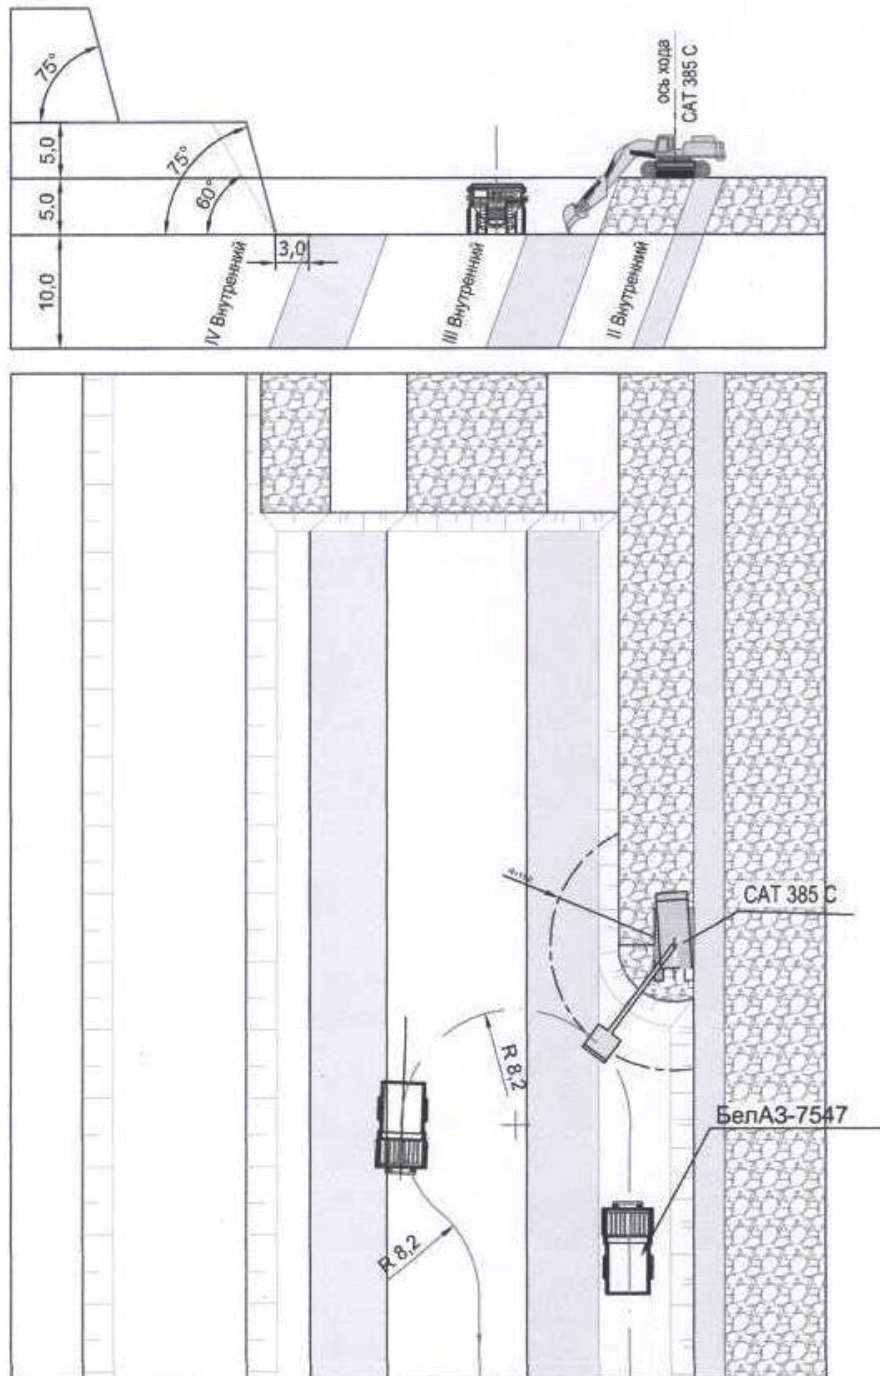 75°
ось хода
CAT 385 C
5,0
75°
5,0
60°
3,0
10,0
IV Внутренний
III Внутренний
II Внутренний
CAT 385 C
R 8,2
БелАЗ-7547
R 8,2